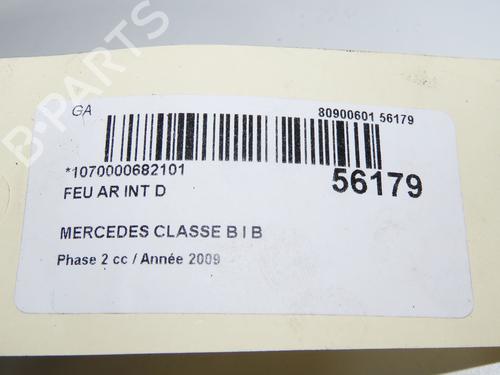 GA
80900601 56179
*1070000682101
56179
FEU AR INT D
MERCEDES CLASSE B I B
Phase 2 cc / Année 2009
B-PARTS